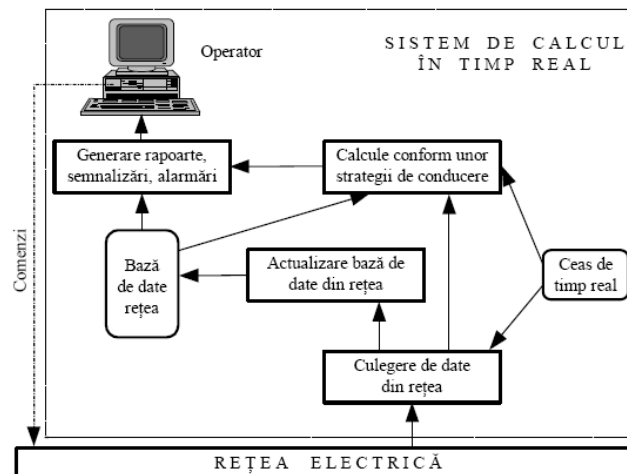 Operator
SISTEM DE CALCUL
ÎN TIMP REAL
Generare rapoarte,
semnalizări, alarmări
Calcule conform unor
strategii de conducere
Comenzi
Bază
de date
rețea
Actualizare bază de
date din rețea
Ceas de
timp real
Culegere de date
din rețea
REȚEA ELECTRICĂ